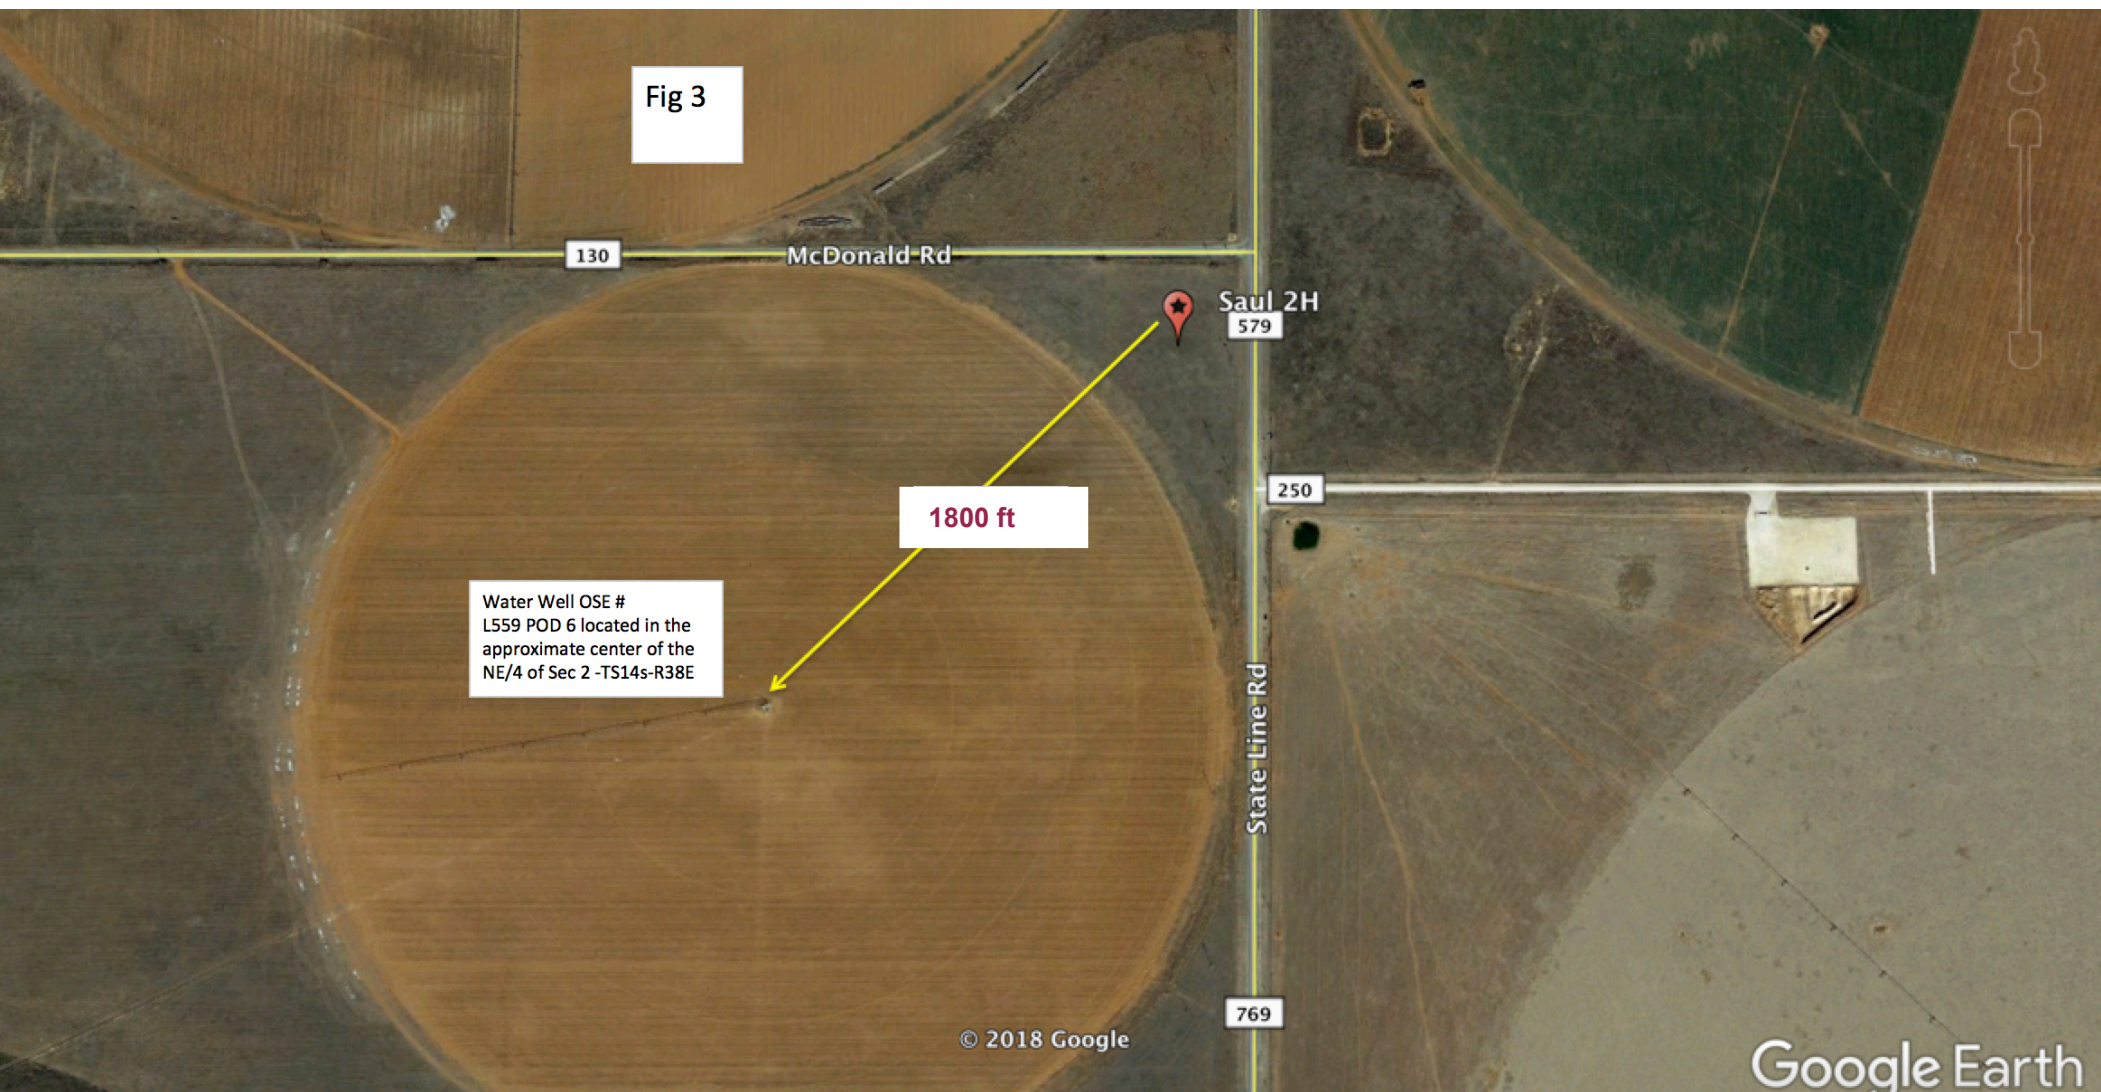 Fig 3
130
McDonald Rd
Saul 2H
579
250
1800 ft
Water Well OSE #
L559 POD 6 located in the
approximate center of the
NE/4 of Sec 2 -TS14s-R38E
State Line Rd
769
© 2018 Google
Google Earth